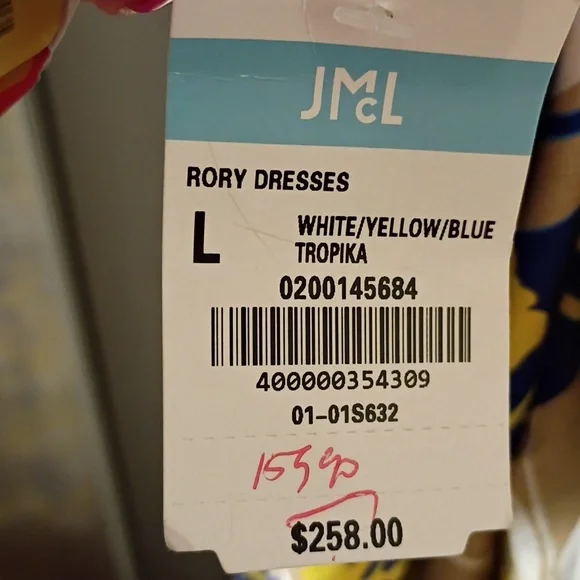 JMcL
RORY DRESSES
L
WHITE/YELLOW/BLUE
TROPIKA
0200145684
400000354309
01-01S632
$258.00